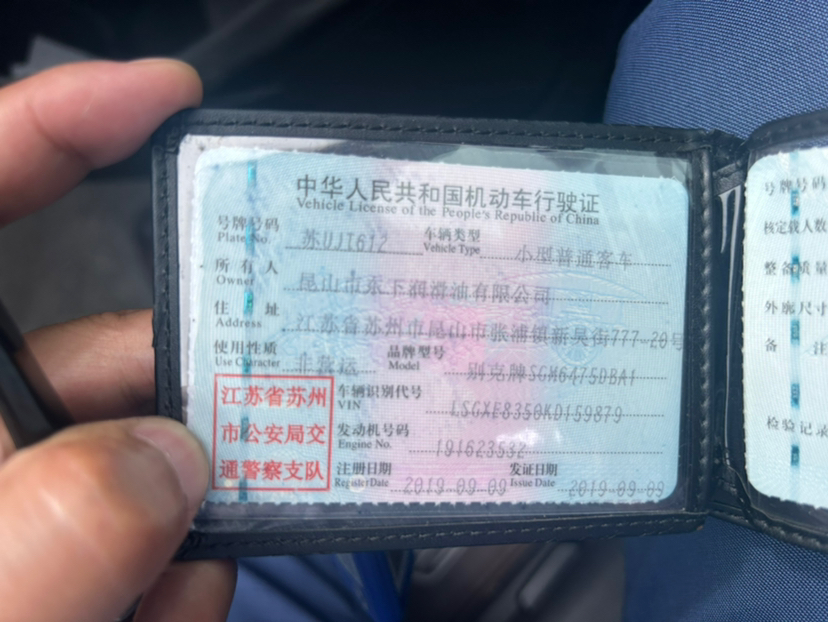 中华人民共和国机动车行驶证
Vehicle License of the People's Republic of China
号牌号码 苏UJT612 车辆类型 小型普通客车
Plate No. Vehicle Type
所有人 昆山市东下润滑油有限公司
Owner
住址 江苏省苏州市昆山市张浦镇新吴街777-20号
Address
使用性质 非营运 品牌型号 别克牌SGM6475DBA1
Use Character Model
江苏省苏州
市公安局交
通警察支队
车辆识别代号 LSGXE8350KD159879
VIN
发动机号码 191623532
Engine No.
注册日期 2019-09-09 发证日期 2019-09-09
Register Date Issue Date
号牌号码
核定载人数
整备质量
外廓尺寸
备 注
检验记录